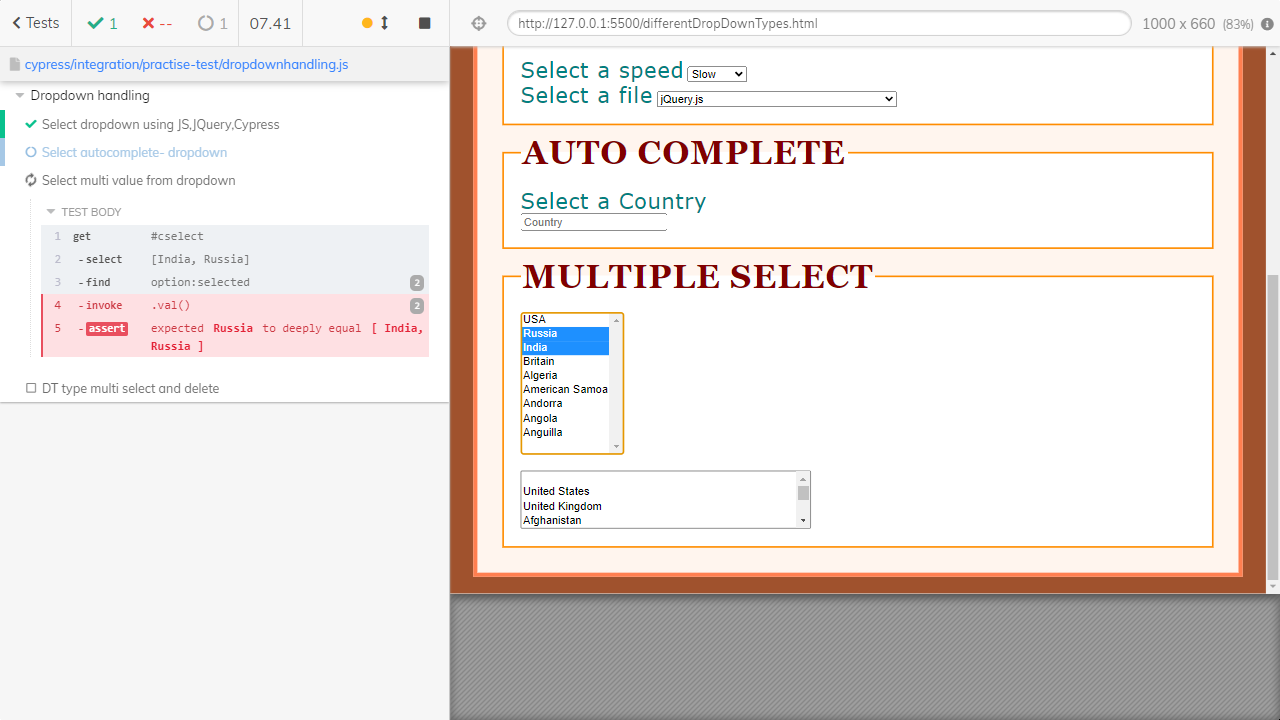 Tests
1
--
1
07.41
http://127.0.0.1:5500/differentDropDownTypes.html
1000 x 660 (83%)
cypress/integration/practise-test/dropdownhandling.js
Dropdown handling
Select dropdown using JS,JQuery,Cypress
Select autocomplete- dropdown
Select multi value from dropdown
TEST BODY
1 get #cselect
2 -select [India, Russia]
3 -find option:selected 2
4 -invoke .val() 2
5 -assert expected Russia to deeply equal [ India,
Russia ]
DT type multi select and delete
Select a speed Slow
Select a file jQuery.js
AUTO COMPLETE
Select a Country
Country
MULTIPLE SELECT
USA
Russia
India
Britain
Algeria
American Samoa
Andorra
Angola
Anguilla
United States
United Kingdom
Afghanistan